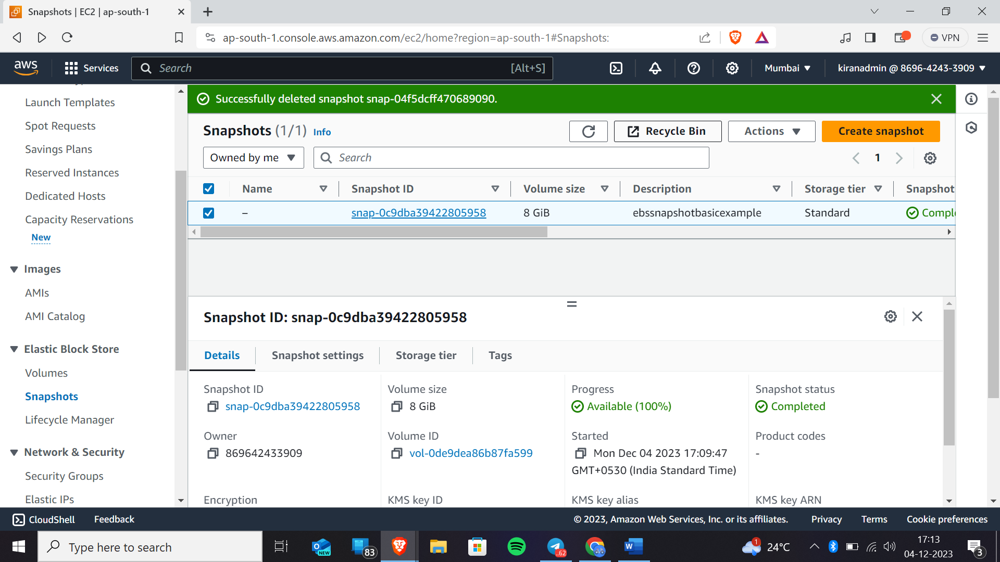 Snapshots | EC2 | ap-south-1
ap-south-1.console.aws.amazon.com/ec2/home?region=ap-south-1#Snapshots:
VPN
aws
Services
Search
[Alt+S]
Mumbai
kiranadmin @ 8696-4243-3909
Launch Templates
Spot Requests
Savings Plans
Reserved Instances
Dedicated Hosts
Capacity Reservations
New
Images
AMIs
AMI Catalog
Elastic Block Store
Volumes
Snapshots
Lifecycle Manager
Network & Security
Security Groups
Elastic IPs
Successfully deleted snapshot snap-04f5dcff470689090.
Snapshots (1/1) Info
Recycle Bin
Actions
Create snapshot
Owned by me
Search
1
Name
Snapshot ID
Volume size
Description
Storage tier
Snapshot
–
snap-0c9dba39422805958
8 GiB
ebssnapshotbasicexample
Standard
Comple
Snapshot ID: snap-0c9dba39422805958
Details
Snapshot settings
Storage tier
Tags
Snapshot ID
snap-0c9dba39422805958
Volume size
8 GiB
Progress
Available (100%)
Snapshot status
Completed
Owner
869642433909
Volume ID
vol-0de9dea86b87fa599
Started
Mon Dec 04 2023 17:09:47
GMT+0530 (India Standard Time)
Product codes
-
Encryption
KMS key ID
KMS key alias
KMS key ARN
CloudShell
Feedback
© 2023, Amazon Web Services, Inc. or its affiliates.
Privacy
Terms
Cookie preferences
Type here to search
NEW
83
..62
W
1
24°C
17:13
04-12-2023
3